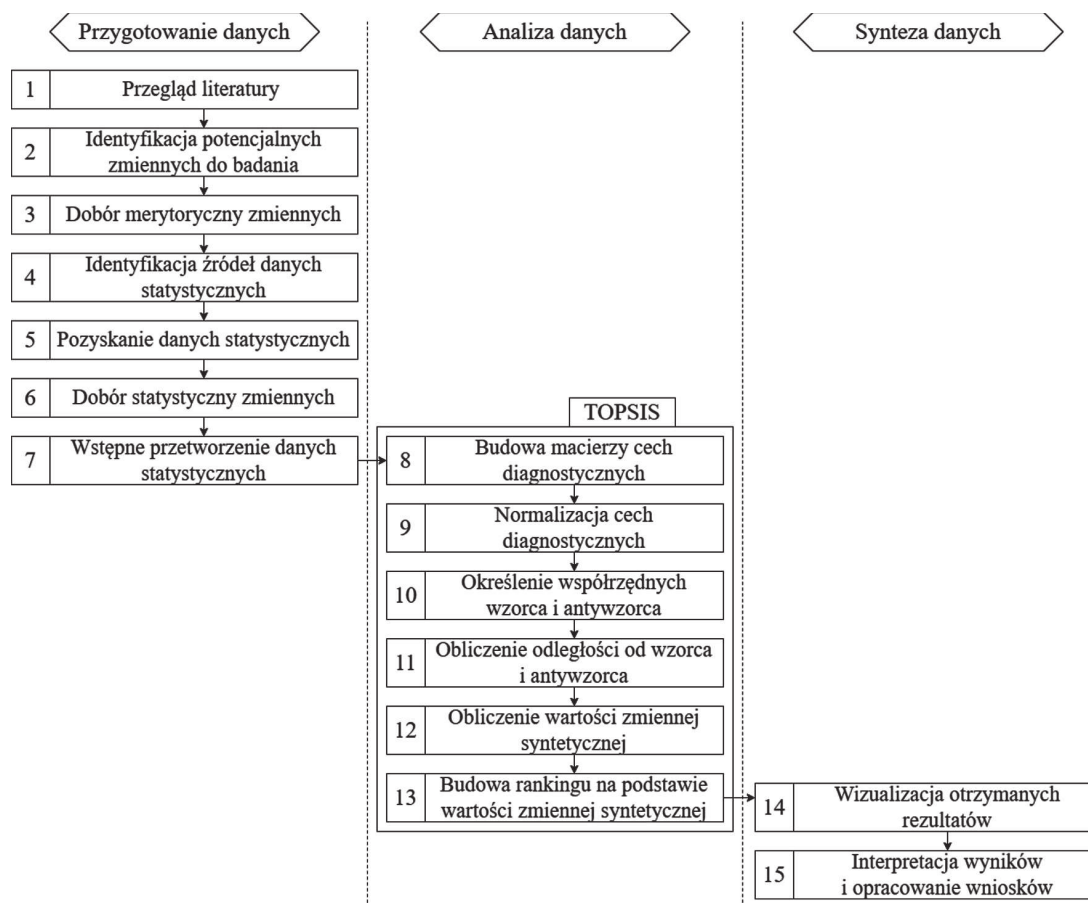 Przygotowanie danych
Analiza danych
Synteza danych
1
Przegląd literatury
2
Identyfikacja potencjalnych
zmiennych do badania
3
Dobór merytoryczny zmiennych
4
Identyfikacja źródeł danych
statystycznych
5
Pozyskanie danych statystycznych
6
Dobór statystyczny zmiennych
7
Wstępne przetworzenie danych
statystycznych
TOPSIS
8
Budowa macierzy cech
diagnostycznych
9
Normalizacja cech
diagnostycznych
10
Określenie współrzędnych
wzorca i antywzorca
11
Obliczenie odległości od wzorca
i antywzorca
12
Obliczenie wartości zmiennej
syntetycznej
13
Budowa rankingu na podstawie
wartości zmiennej syntetycznej
14
Wizualizacja otrzymanych
rezultatów
15
Interpretacja wyników
i opracowanie wniosków